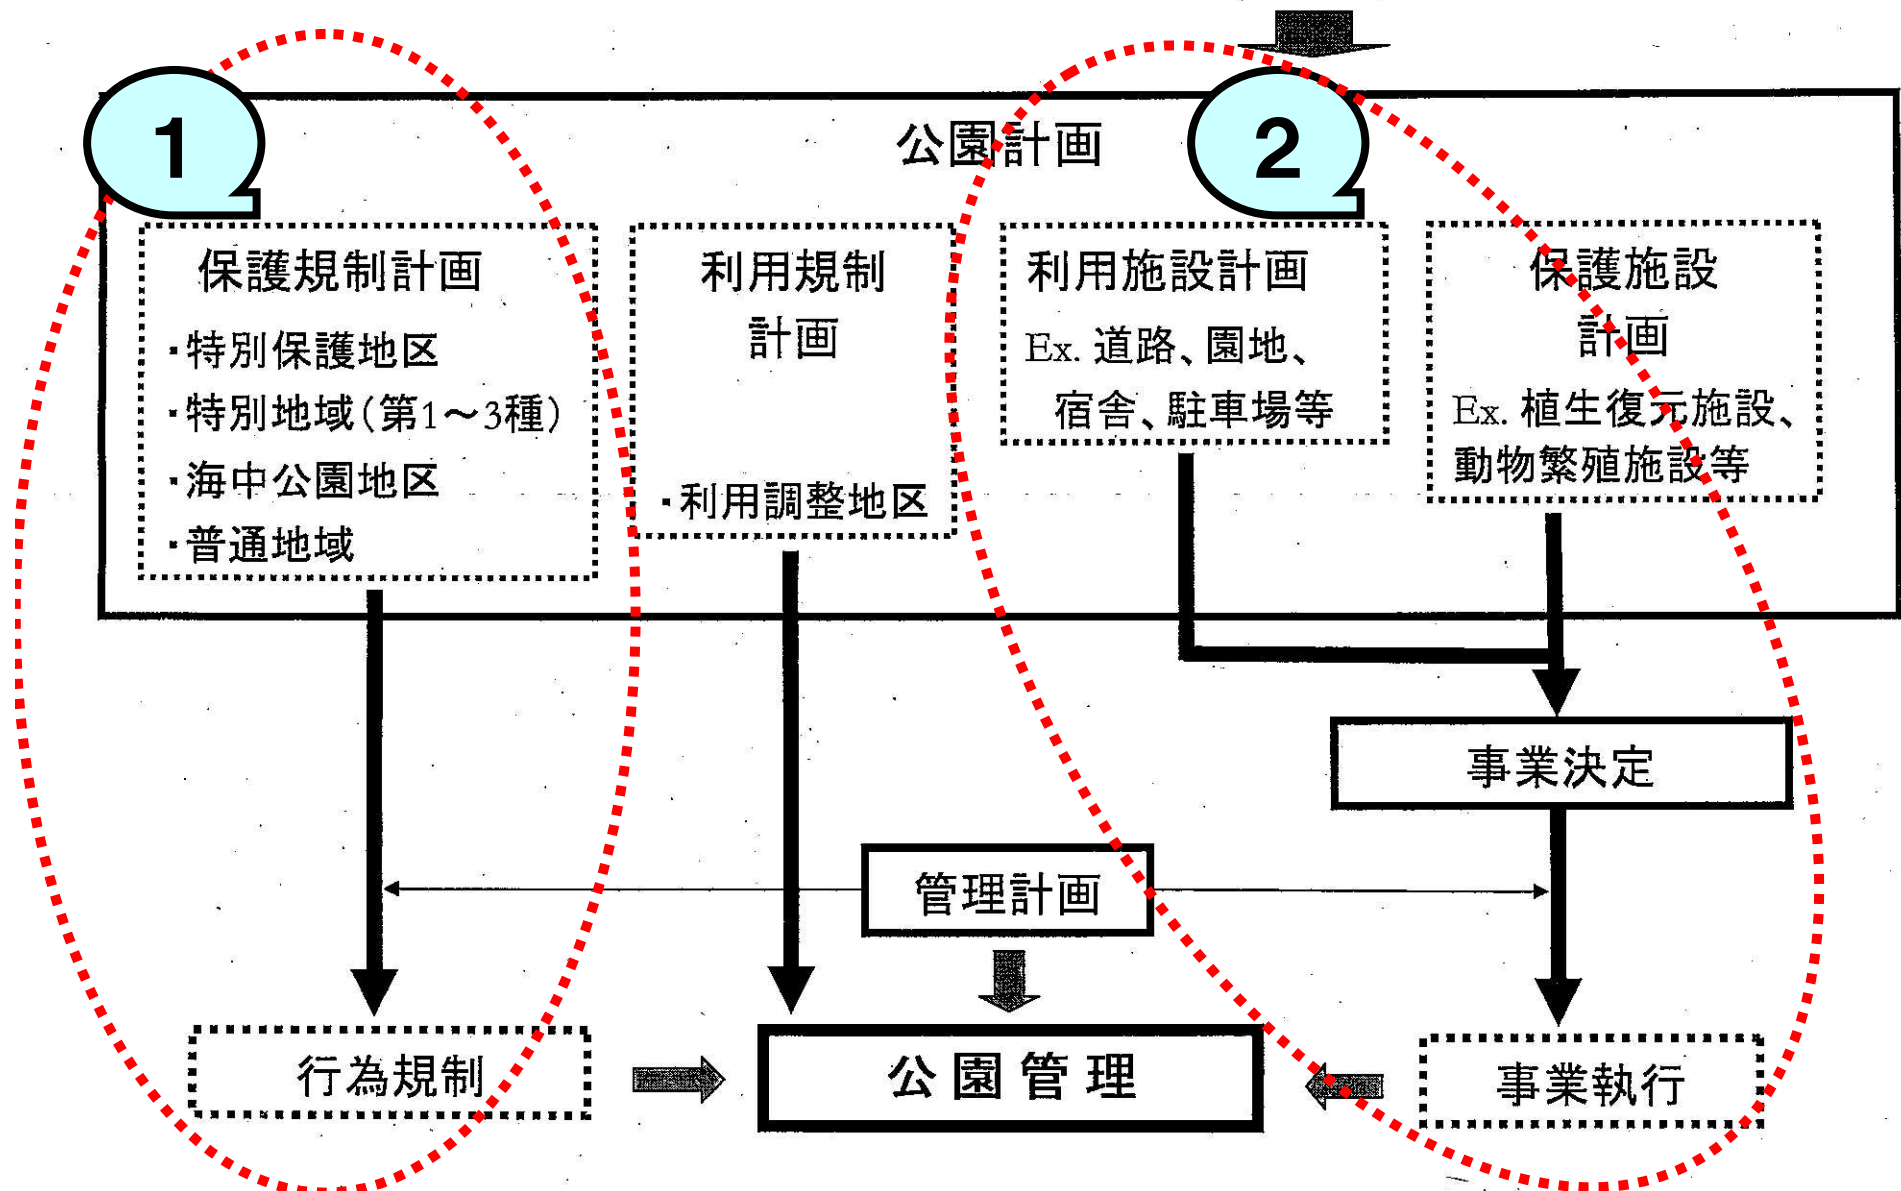 公園計画
1
2
保護規制計画
・特別保護地区
・特別地域(第1～3種)
・海中公園地区
・普通地域
利用規制
計画
・利用調整地区
利用施設計画
Ex. 道路、園地、
宿舎、駐車場等
保護施設
計画
Ex. 植生復元施設、
動物繁殖施設等
事業決定
管理計画
行為規制
公園管理
事業執行